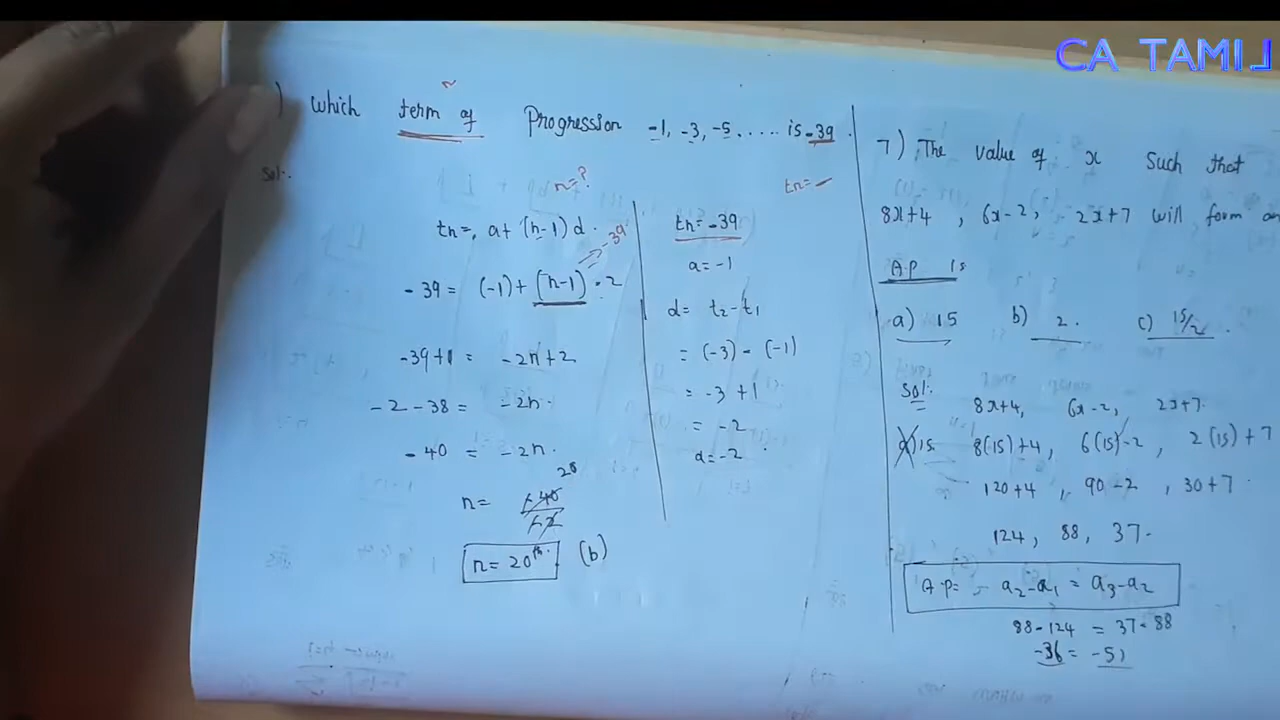 CA TAMIL
) which term of Progression -1, -3, -5 ..... is -39.
Sol:.
n=?
tn= ✓
tn= a+ (n-1) d.
-39
-39 = (-1)+ (n-1) · 2
-39+1 = -2n+2
-2-38 = -2n.
-40 = -2n.
20
n= -40/-2
n= 20th. (b)
tn= -39
a= -1
d= t2-t1
= (-3) - (-1)
= -3 +1
= -2
d= -2
7) The value of x Such that
8x+4, 6x-2, 2x+7 will form an
A.P is
a) 15 b) 2. c) 15/2.
Sol:.
8x+4, 6x-2, 2x+7.
a) 15 8(15)+4, 6(15)-2, 2(15)+7
120+4, 90-2, 30+7.
124, 88, 37.
A.P= a2-a1 = a3-a2
88-124 = 37-88
-36 = -51